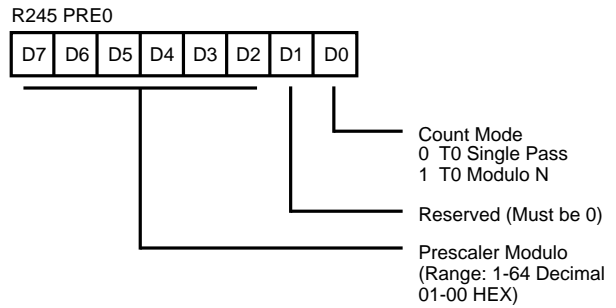 R245 PRE0
D7 D6 D5 D4 D3 D2 D1 D0
Count Mode
0 T0 Single Pass
1 T0 Modulo N
Reserved (Must be 0)
Prescaler Modulo
(Range: 1-64 Decimal
01-00 HEX)